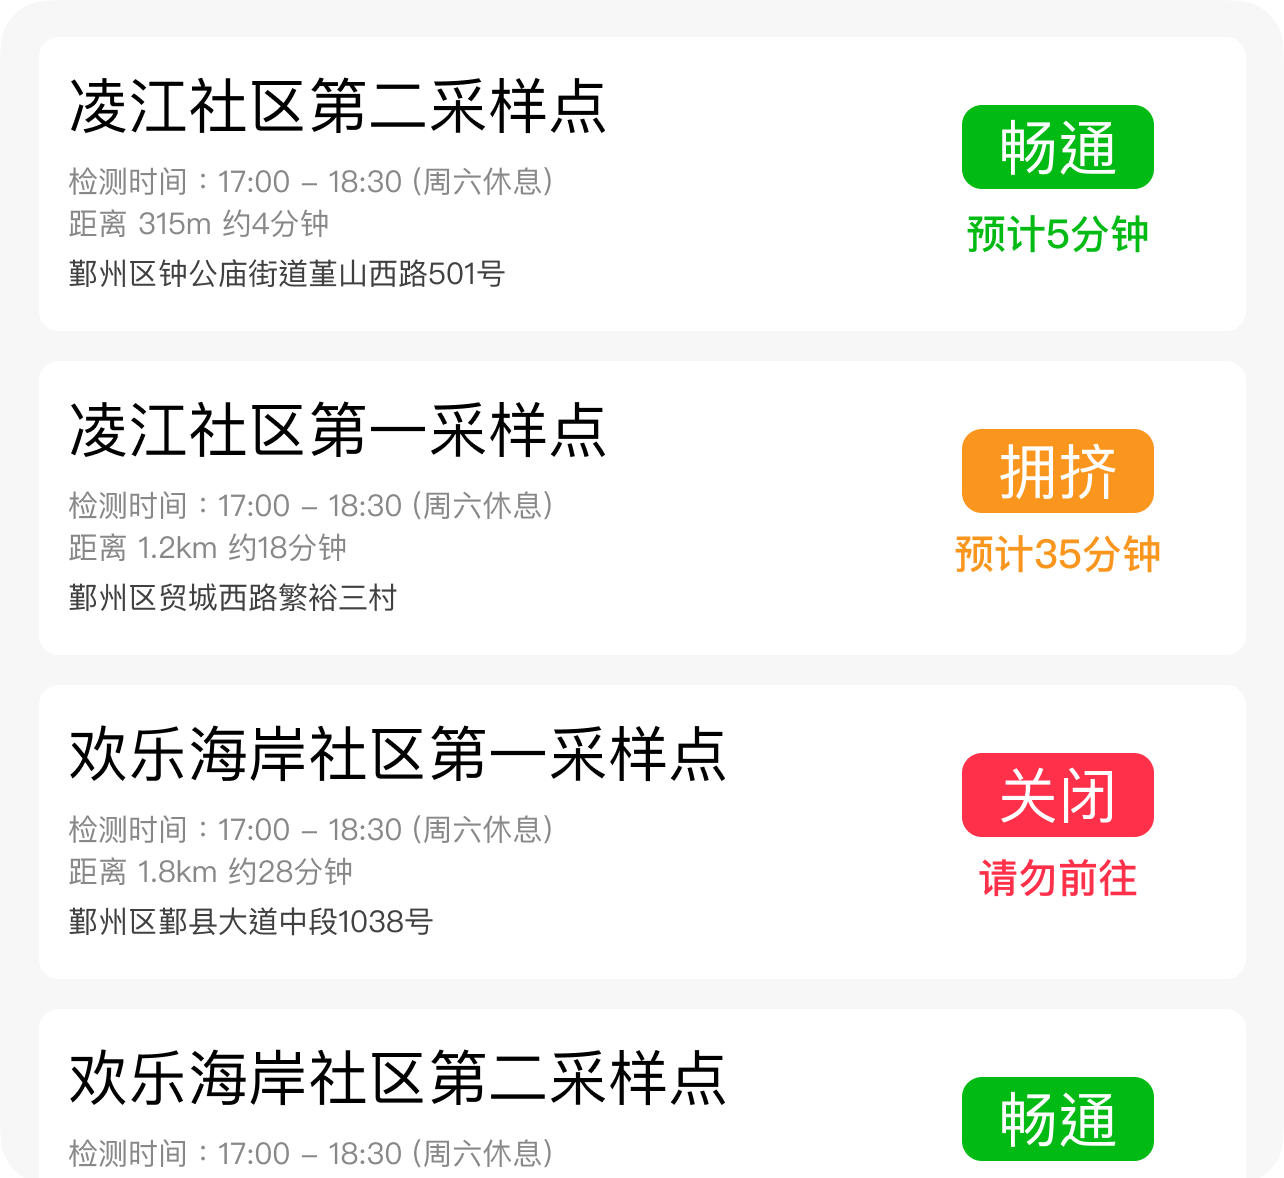 凌江社区第二采样点
畅通
检测时间：17:00 – 18:30 (周六休息)
距离 315m 约4分钟
预计5分钟
鄞州区钟公庙街道堇山西路501号
凌江社区第一采样点
拥挤
检测时间：17:00 – 18:30 (周六休息)
距离 1.2km 约18分钟
预计35分钟
鄞州区贸城西路繁裕三村
欢乐海岸社区第一采样点
关闭
检测时间：17:00 – 18:30 (周六休息)
距离 1.8km 约28分钟
请勿前往
鄞州区鄞县大道中段1038号
欢乐海岸社区第二采样点
畅通
检测时间：17:00 – 18:30 (周六休息)